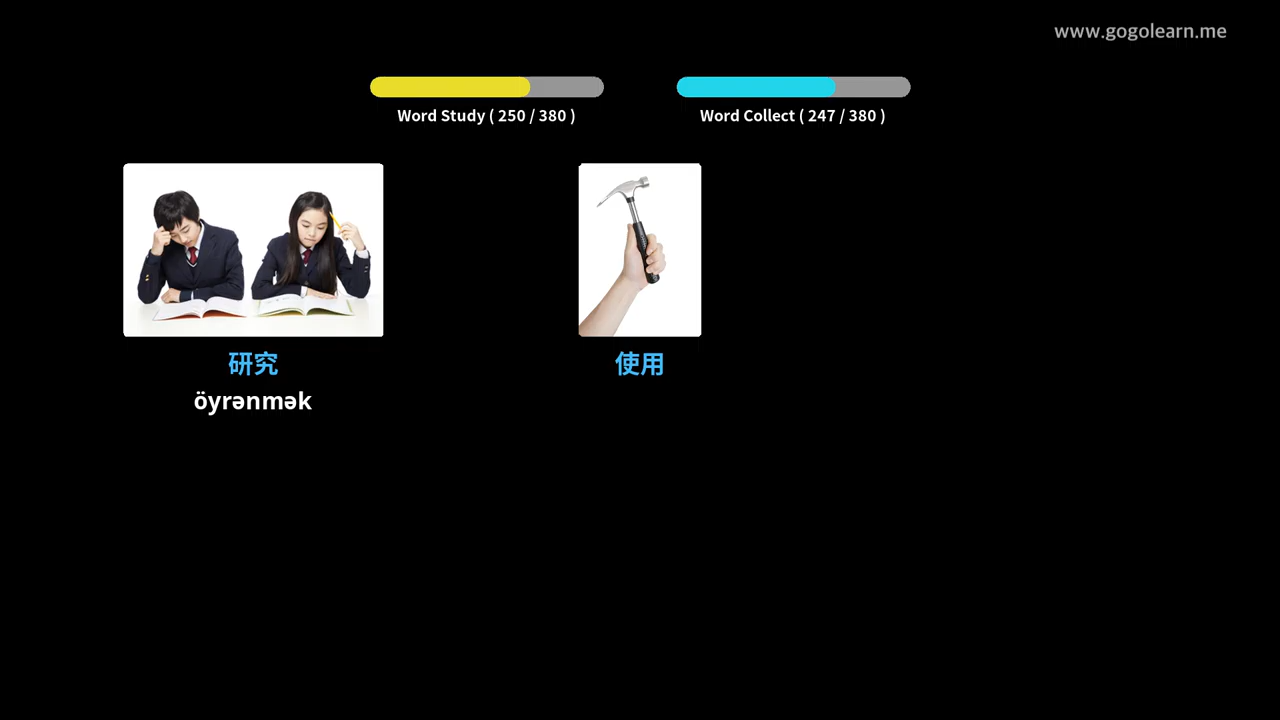 www.gogolearn.me
Word Study ( 250 / 380 )
Word Collect ( 247 / 380 )
研究
使用
öyrənmək